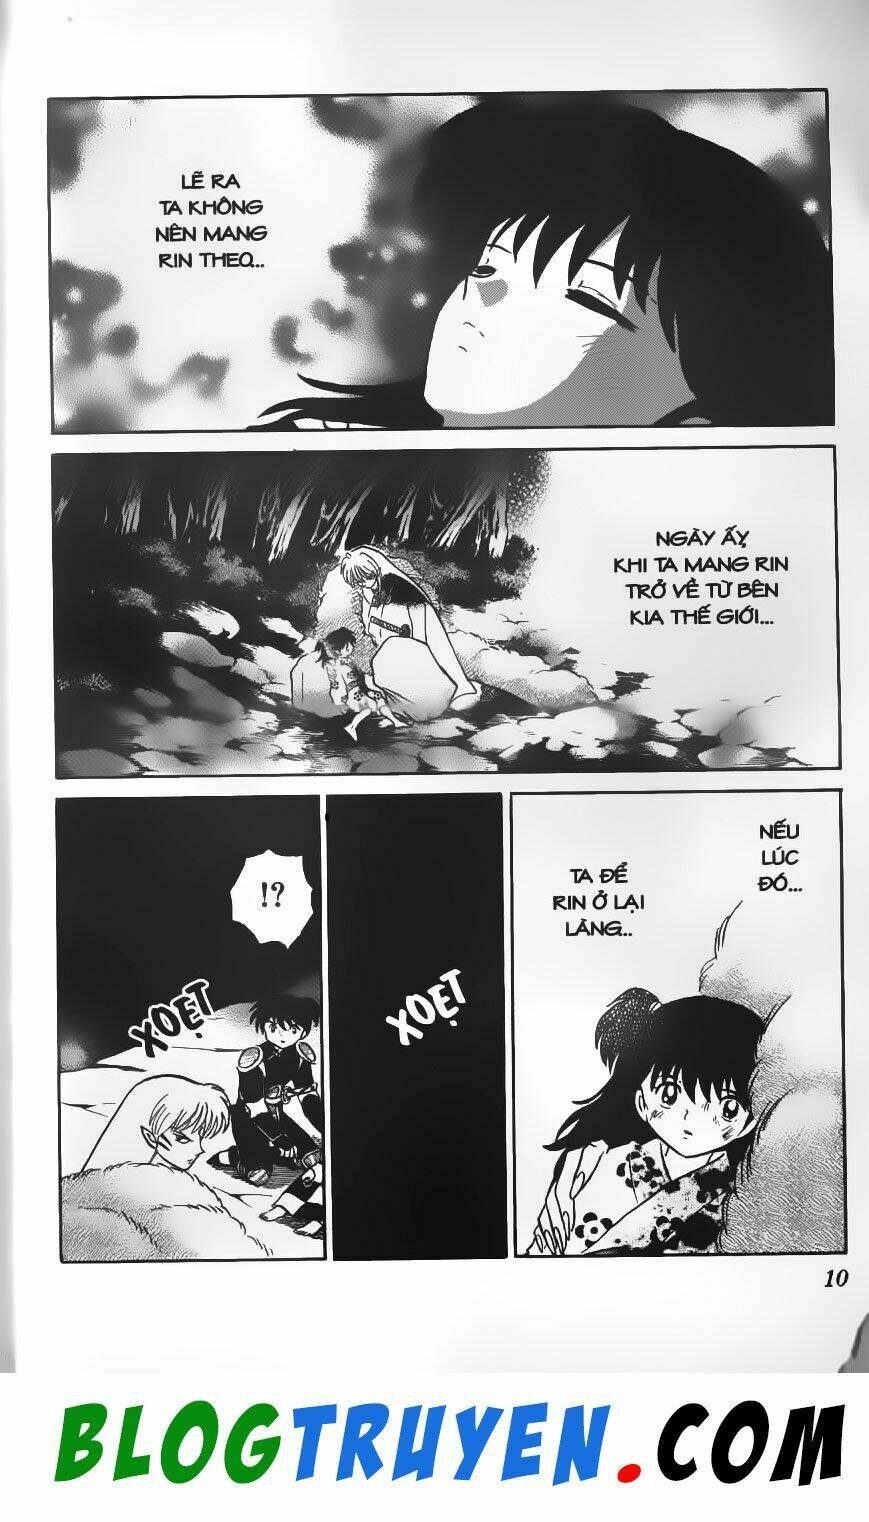 LẼ RA
TA KHÔNG
NÊN MANG
RIN THEO...
NGÀY ẤY,
KHI TA MANG RIN
TRỞ VỀ TỪ BÊN
KIA THẾ GIỚI...
NẾU
LÚC
ĐÓ...
TA ĐỂ
RIN Ở LẠI
LÀNG...
XOẸT
!?
XOẸT
10
BLOGTRUYEN.COM